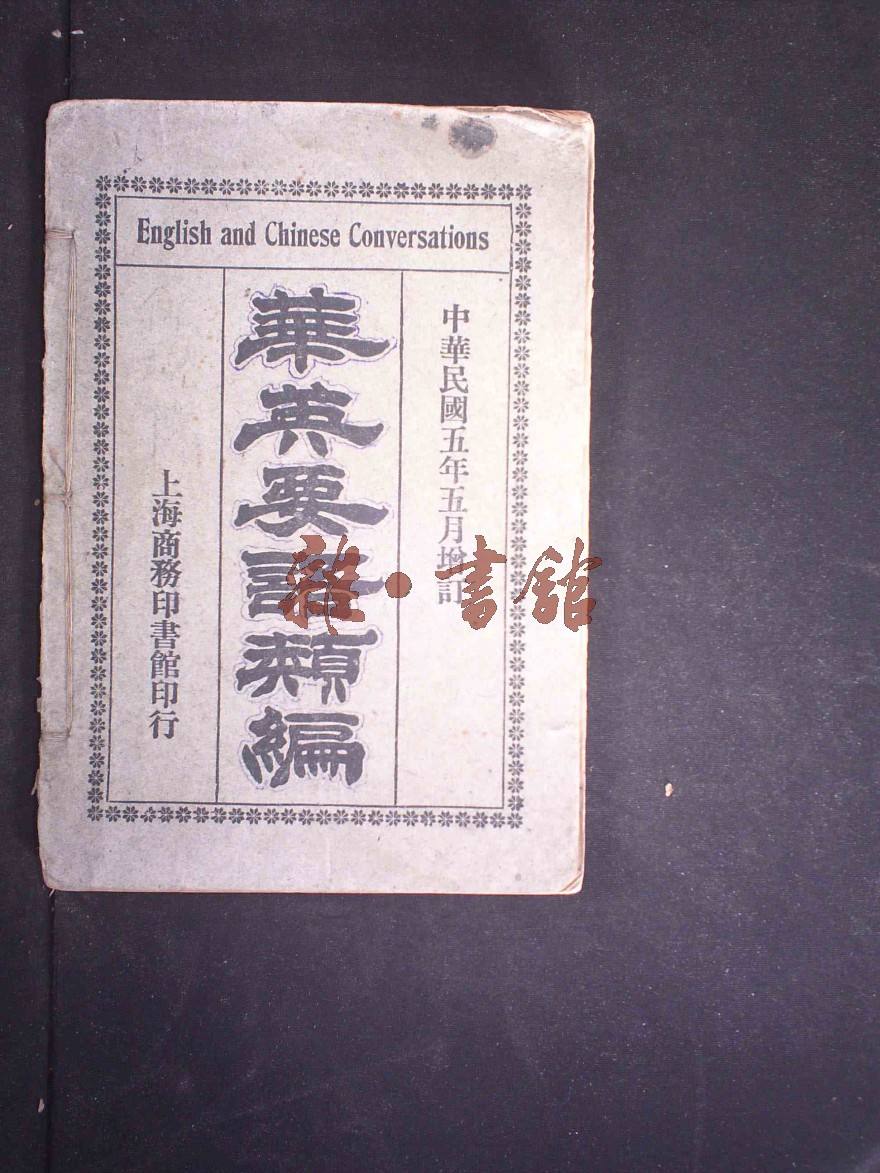 English and Chinese Conversations
中華民國五年五月增訂
華英要語類編
上海商務印書館印行
雜·書館